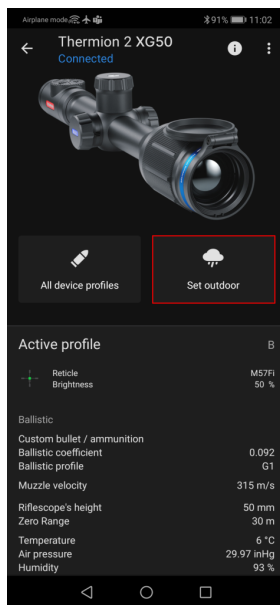 Airplane mode 91% 11:02
Thermion 2 XG50
Connected
All device profiles
Set outdoor
Active profile B
Reticle M57Fi
Brightness 50 %
Ballistic
Custom bullet / ammunition
Ballistic coefficient 0.092
Ballistic profile G1
Muzzle velocity 315 m/s
Riflescope's height 50 mm
Zero Range 30 m
Temperature 6 °C
Air pressure 29.97 inHg
Humidity 93 %